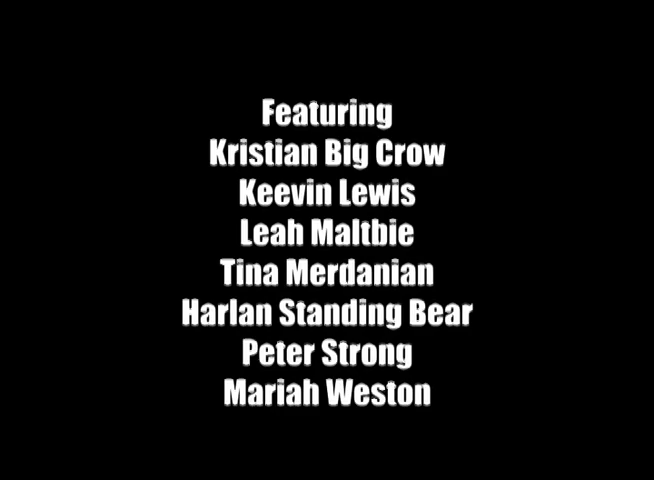 Featuring
Kristian Big Crow
Keevin Lewis
Leah Maltbie
Tina Merdanian
Harlan Standing Bear
Peter Strong
Mariah Weston